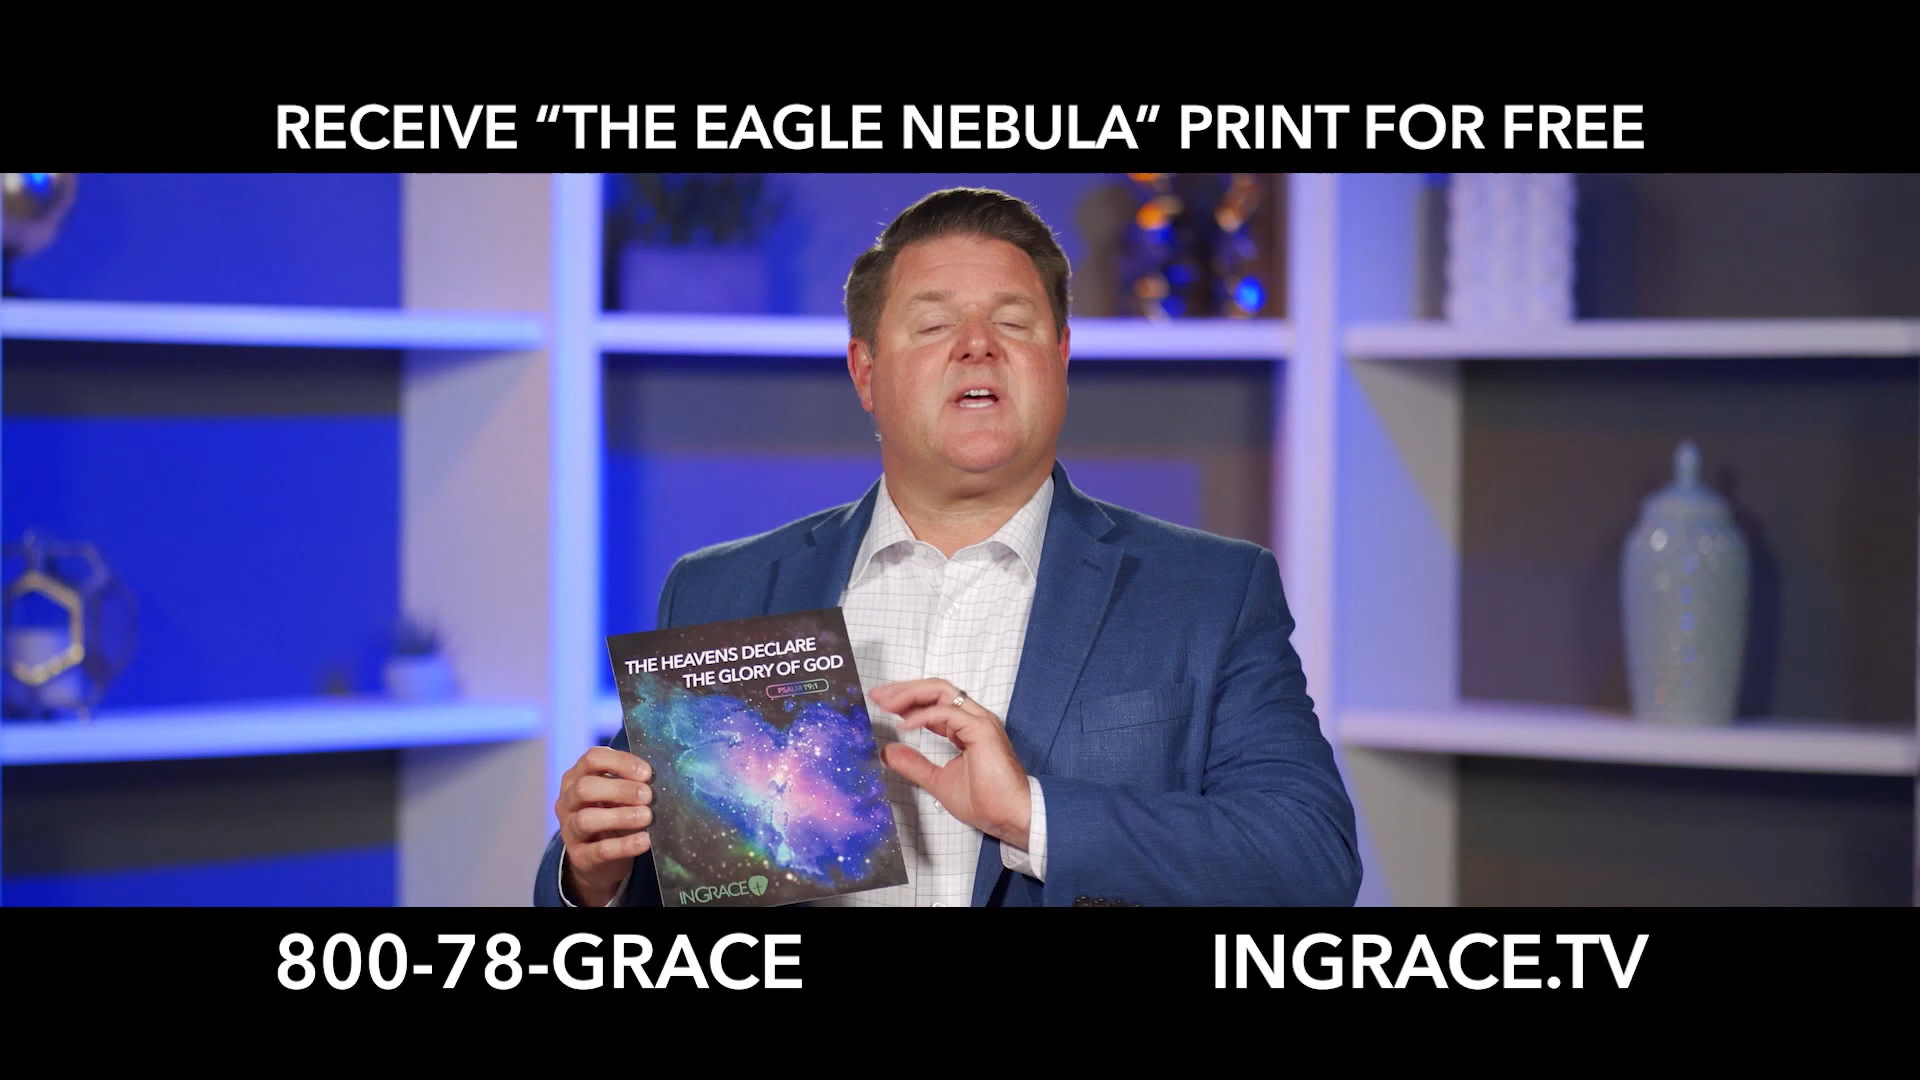 RECEIVE “THE EAGLE NEBULA” PRINT FOR FREE
THE HEAVENS DECLARE
THE GLORY OF GOD
PSALM 19:1
INGRACE
800-78-GRACE
INGRACE.TV